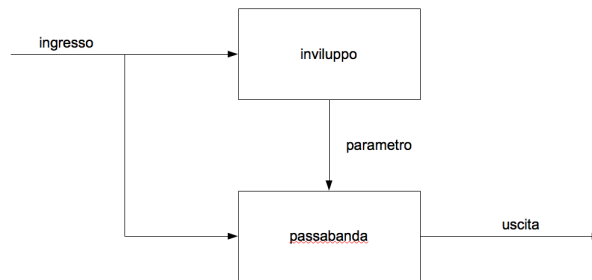 ingresso
inviluppo
parametro
passabanda
uscita